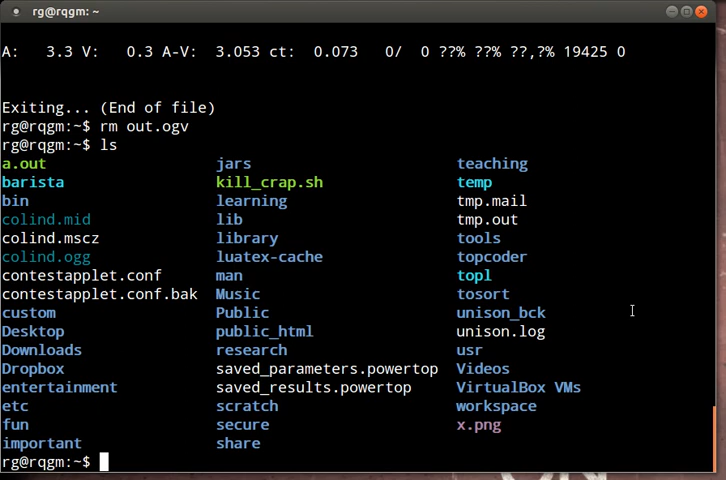 rg@rqgm: ~
A:   3.3 V:   0.3 A-V:  3.053 ct:  0.073   0/  0 ??% ??% ??,?% 19425 0
Exiting... (End of file)
rg@rqgm:~$ rm out.ogv
rg@rqgm:~$ ls
a.out                   jars                       teaching
barista                 kill_crap.sh               temp
bin                     learning                   tmp.mail
colind.mid              lib                        tmp.out
colind.mscz             library                    tools
colind.ogg              luatex-cache               topcoder
contestapplet.conf      man                        topl
contestapplet.conf.bak  Music                      tosort
custom                  Public                     unison_bck
Desktop                 public_html                unison.log
Downloads               research                   usr
Dropbox                 saved_parameters.powertop  Videos
entertainment           saved_results.powertop     VirtualBox VMs
etc                     scratch                    workspace
fun                     secure                     x.png
important               share
rg@rqgm:~$